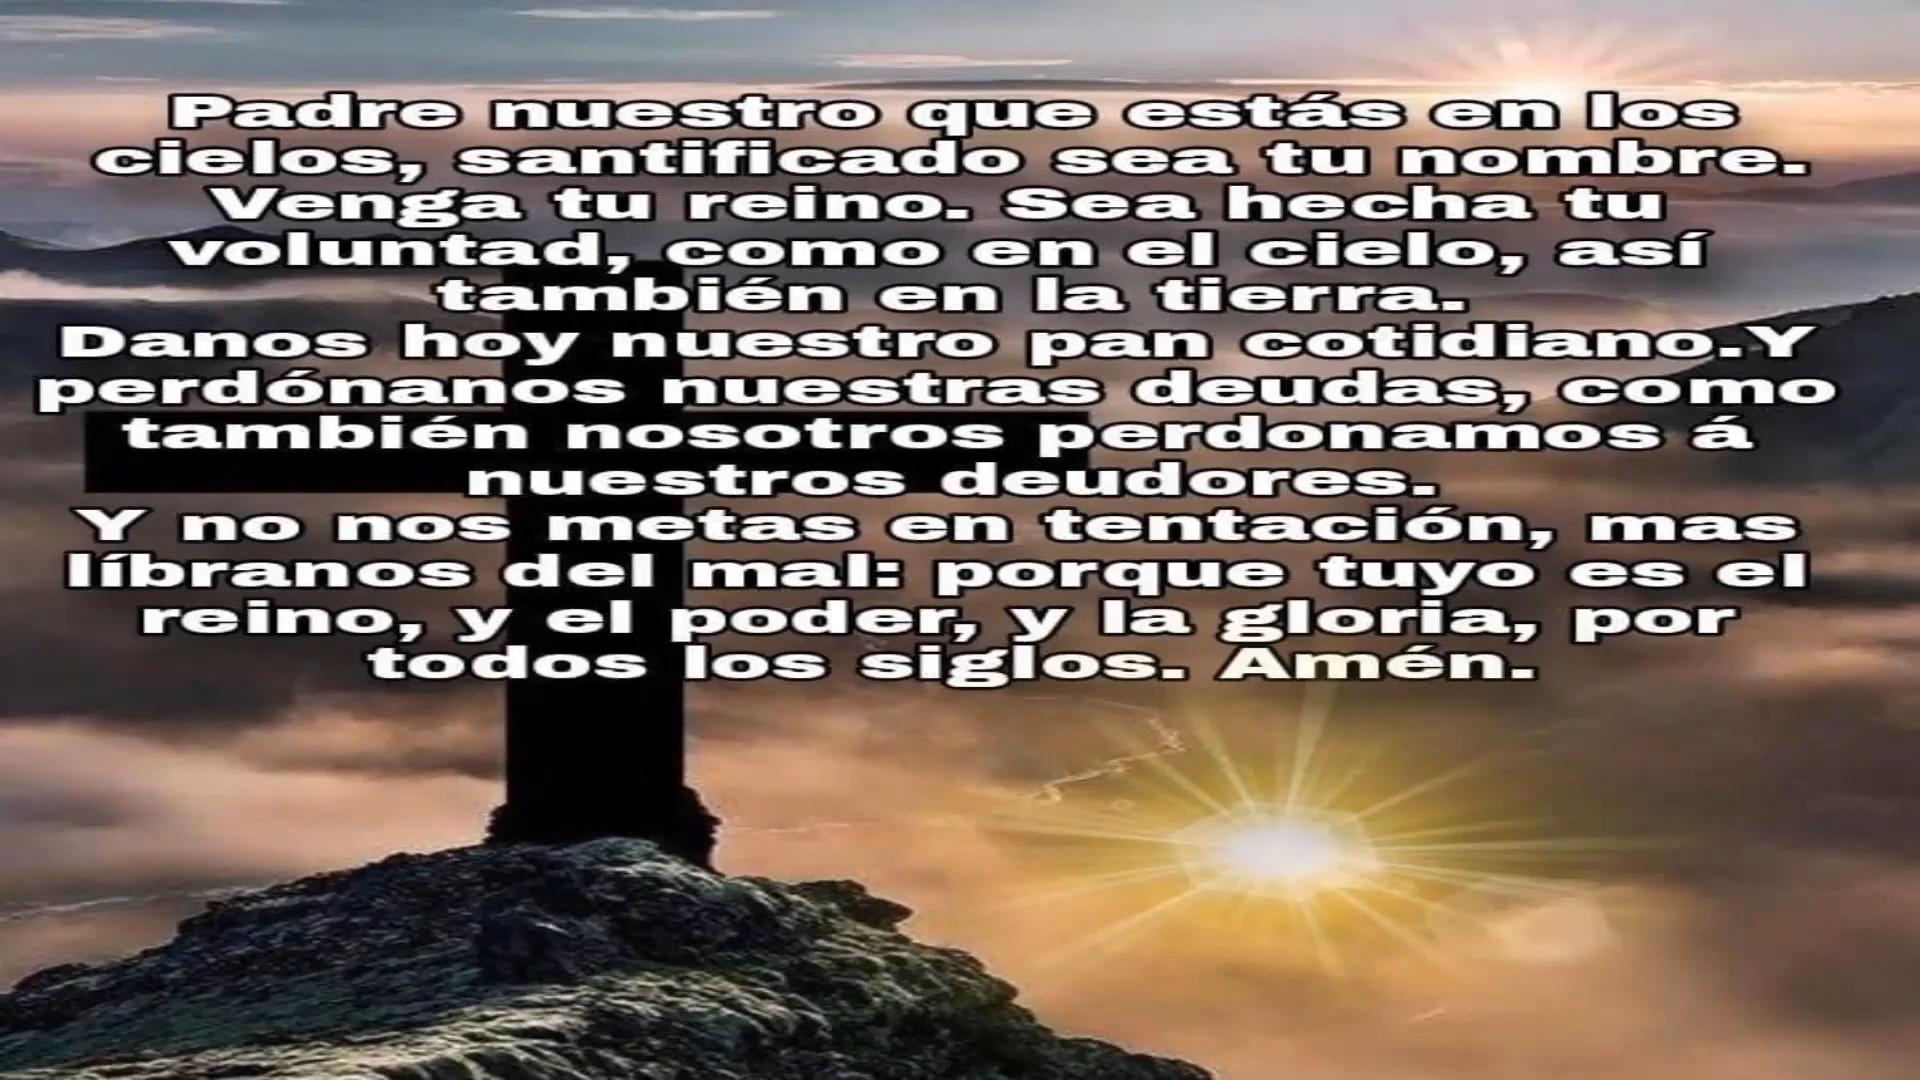 Padre nuestro que estás en los
cielos, santificado sea tu nombre.
Venga tu reino. Sea hecha tu
voluntad, como en el cielo, así
también en la tierra.
Danos hoy nuestro pan cotidiano.Y
perdónanos nuestras deudas, como
también nosotros perdonamos á
nuestros deudores.
Y no nos metas en tentación, mas
líbranos del mal: porque tuyo es el
reino, y el poder, y la gloria, por
todos los siglos. Amén.